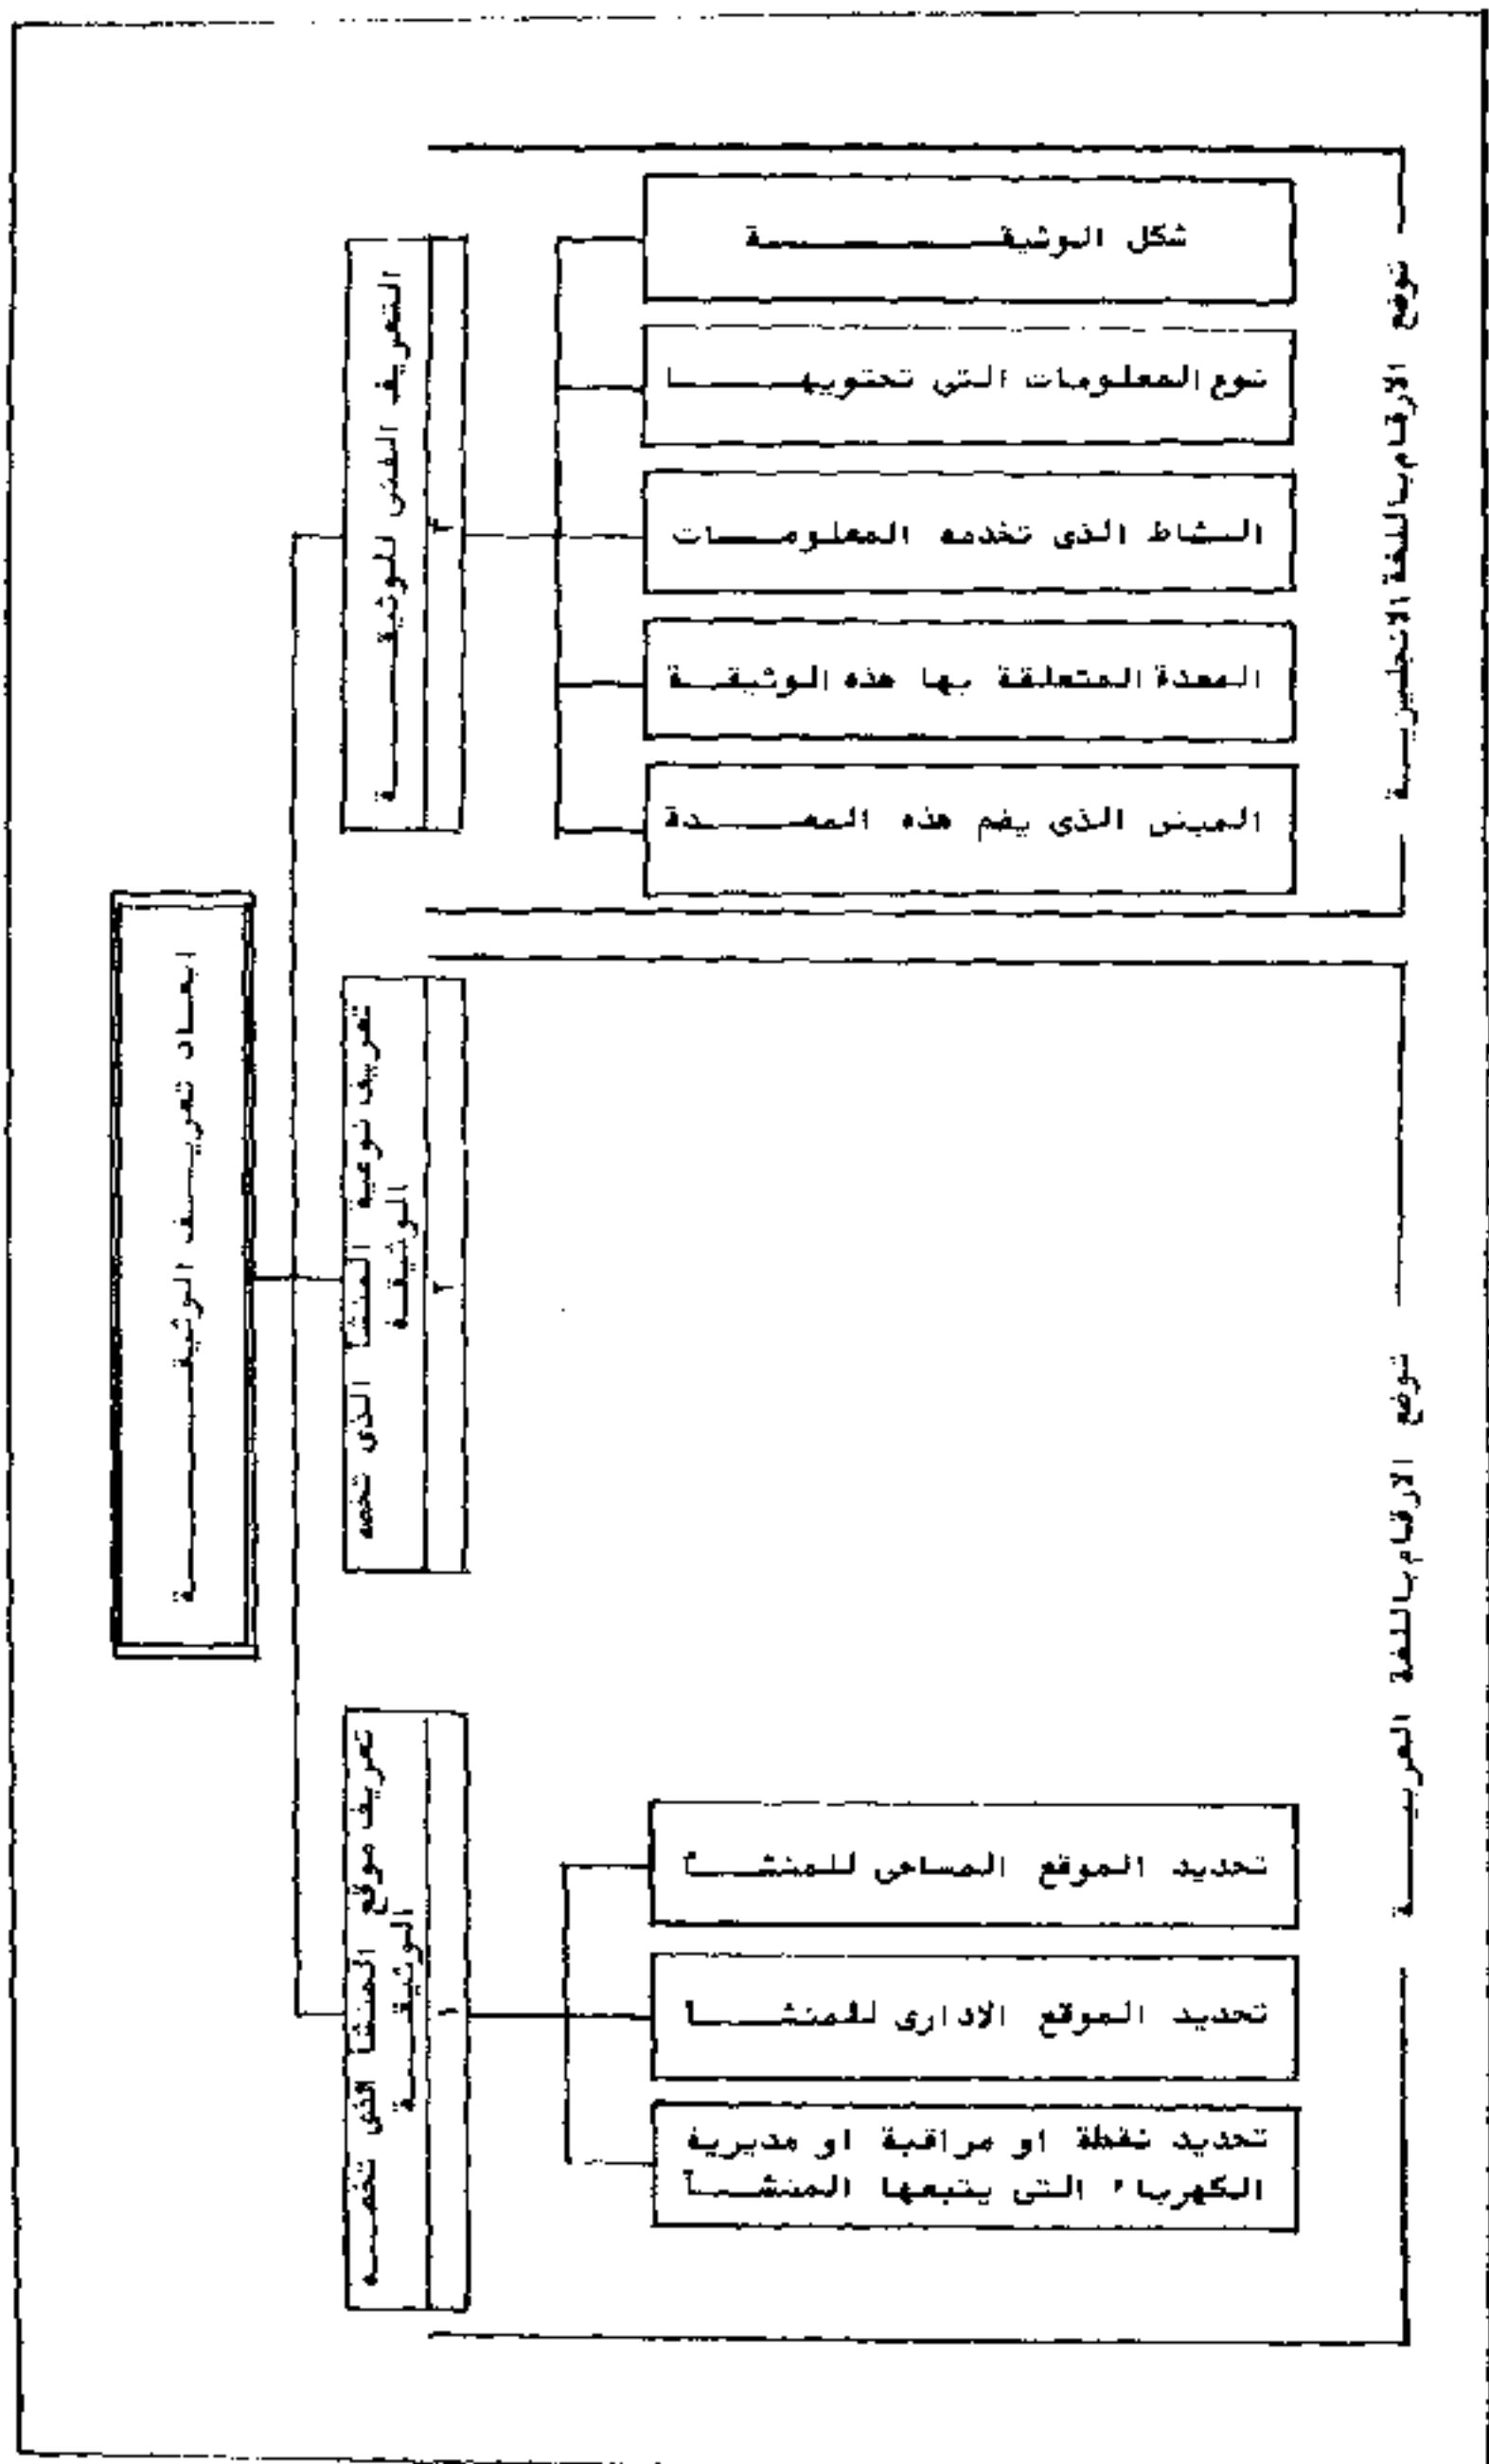 ابعاد تعريف الوثيقة
تعريف موقع المنشأ الذى تخصه
الوثيقة
١
تحديد الموقع المساحى للمنشأ
تحديد الموقع الادارى للمنشأ
تحديد نقطة او مراقبة او مديرية
الكهرباء التى يتبعها المنشأ
تعريف نوعية المنشأ الذى تخصه
الوثيقة
٢
توضع الارقام باللغة العربية
التعريف الفنى للوثيقة
٣
شكل الوثيقة
نوع المعلومات التى تحتويها
النشاط الذى تخدمه المعلومات
المعدة المتعلقة بها هذه الوثيقة
المبنى الذى يضم هذه المعدة
توضع الارقام باللغة الانجليزية